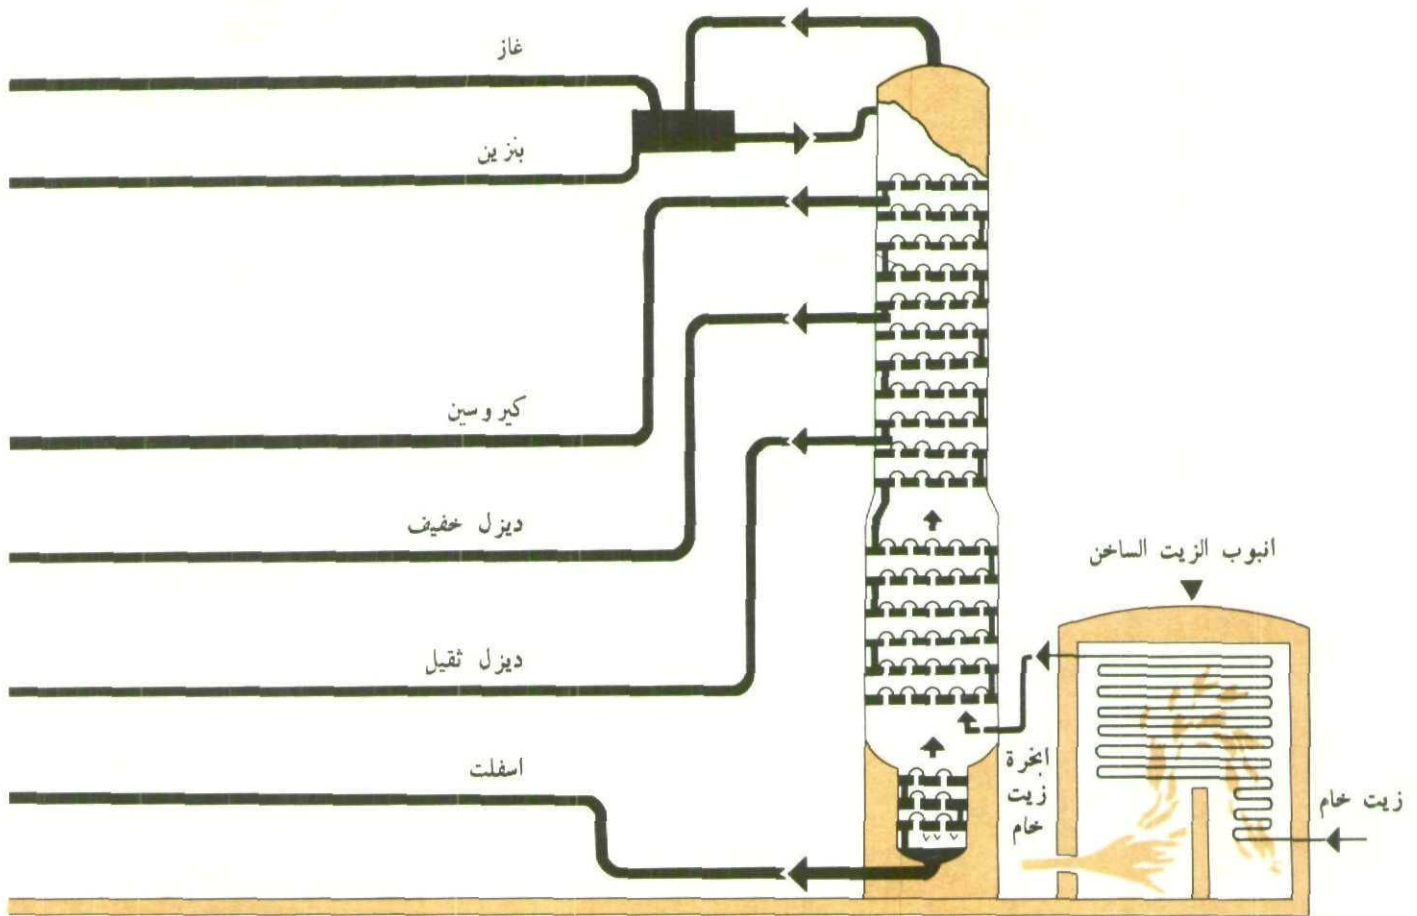 غاز
بنزين
كيروسين
ديزل خفيف
ديزل ثقيل
اسفلت
انبوب الزيت الساخن
ابخرة
زيت
خام
زيت خام